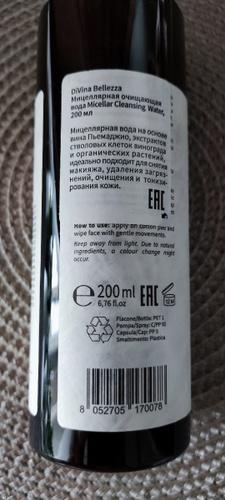 DiVina Bellezza
Мицеллярная очищающая
вода Micellar Cleansing Water,
200 мл
Мицеллярная вода на основе
вина Пьемаджио, экстрактов
стволовых клеток винограда
и органических растений,
идеально подходит для снятия
макияжа, удаления загряз-
нений, очищения и тонизи-
рования кожи.
EAC
How to use: apply on cotton pad and
wipe face with gentle movements.
Keep away from light. Due to natural
ingredients, a colour change might
occur.
e 200 ml EAC
6,76 fl.oz
Flacone/Bottle: PET 1
Pompa/Spray: C/PP 90
Capsula/Cap: PP 5
Smaltimento: Plastica
8 052705 170078